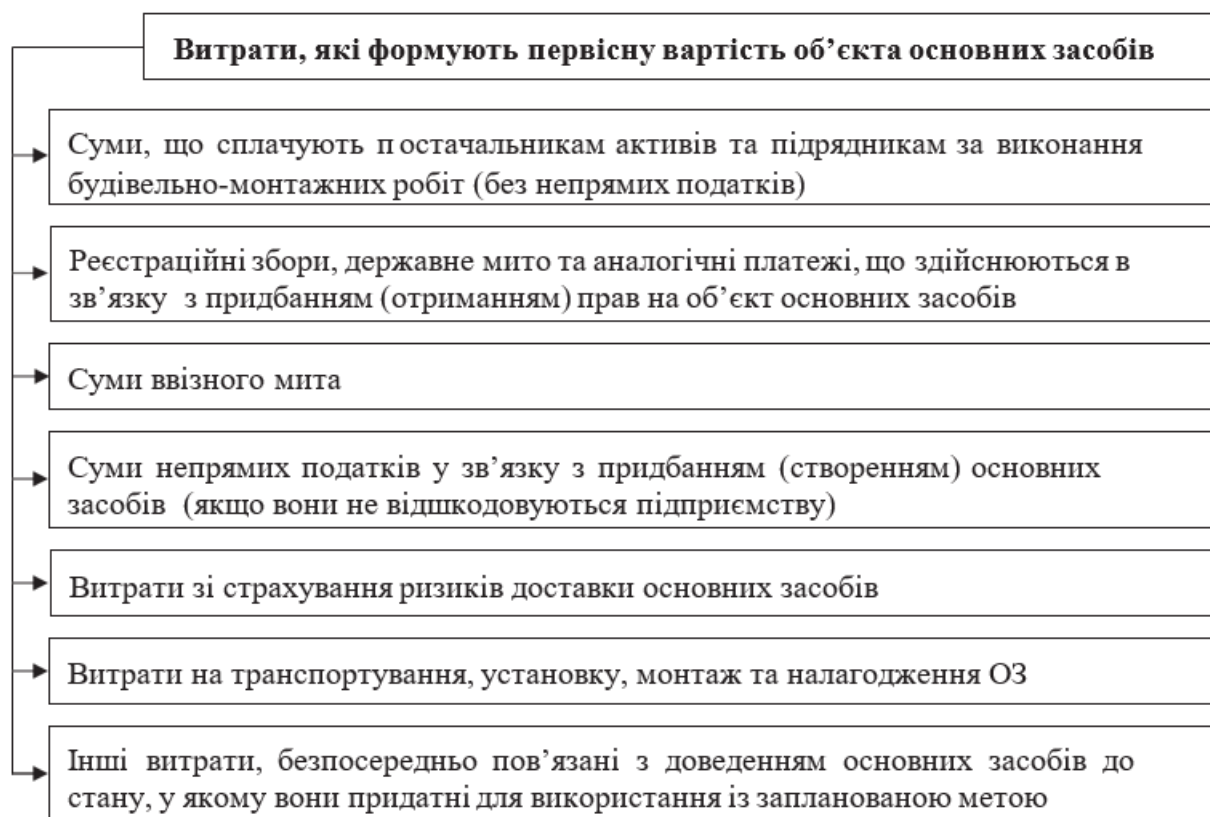 Витрати, які формують первісну вартість об’єкта основних засобів
Суми, що сплачують п остачальникам активів та підрядникам за виконання
будівельно-монтажних робіт (без непрямих податків)
Реєстраційні збори, державне мито та аналогічні платежі, що здійснюються в
зв’язку з придбанням (отриманням) прав на об’єкт основних засобів
Суми ввізного мита
Суми непрямих податків у зв’язку з придбанням (створенням) основних
засобів (якщо вони не відшкодовуються підприємству)
Витрати зі страхування ризиків доставки основних засобів
Витрати на транспортування, установку, монтаж та налагодження ОЗ
Інші витрати, безпосередньо пов’язані з доведенням основних засобів до
стану, у якому вони придатні для використання із запланованою метою